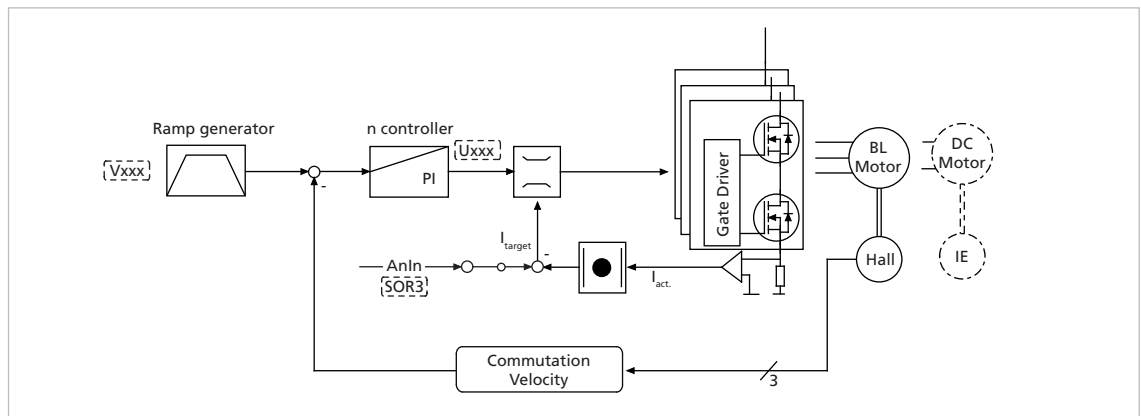 Ramp generator
Vxxx
-
n controller
PI
Uxxx
Gate Driver
BL
Motor
DC
Motor
I target
-
AnIn
SOR3
I act.
Hall
IE
Commutation
Velocity
3